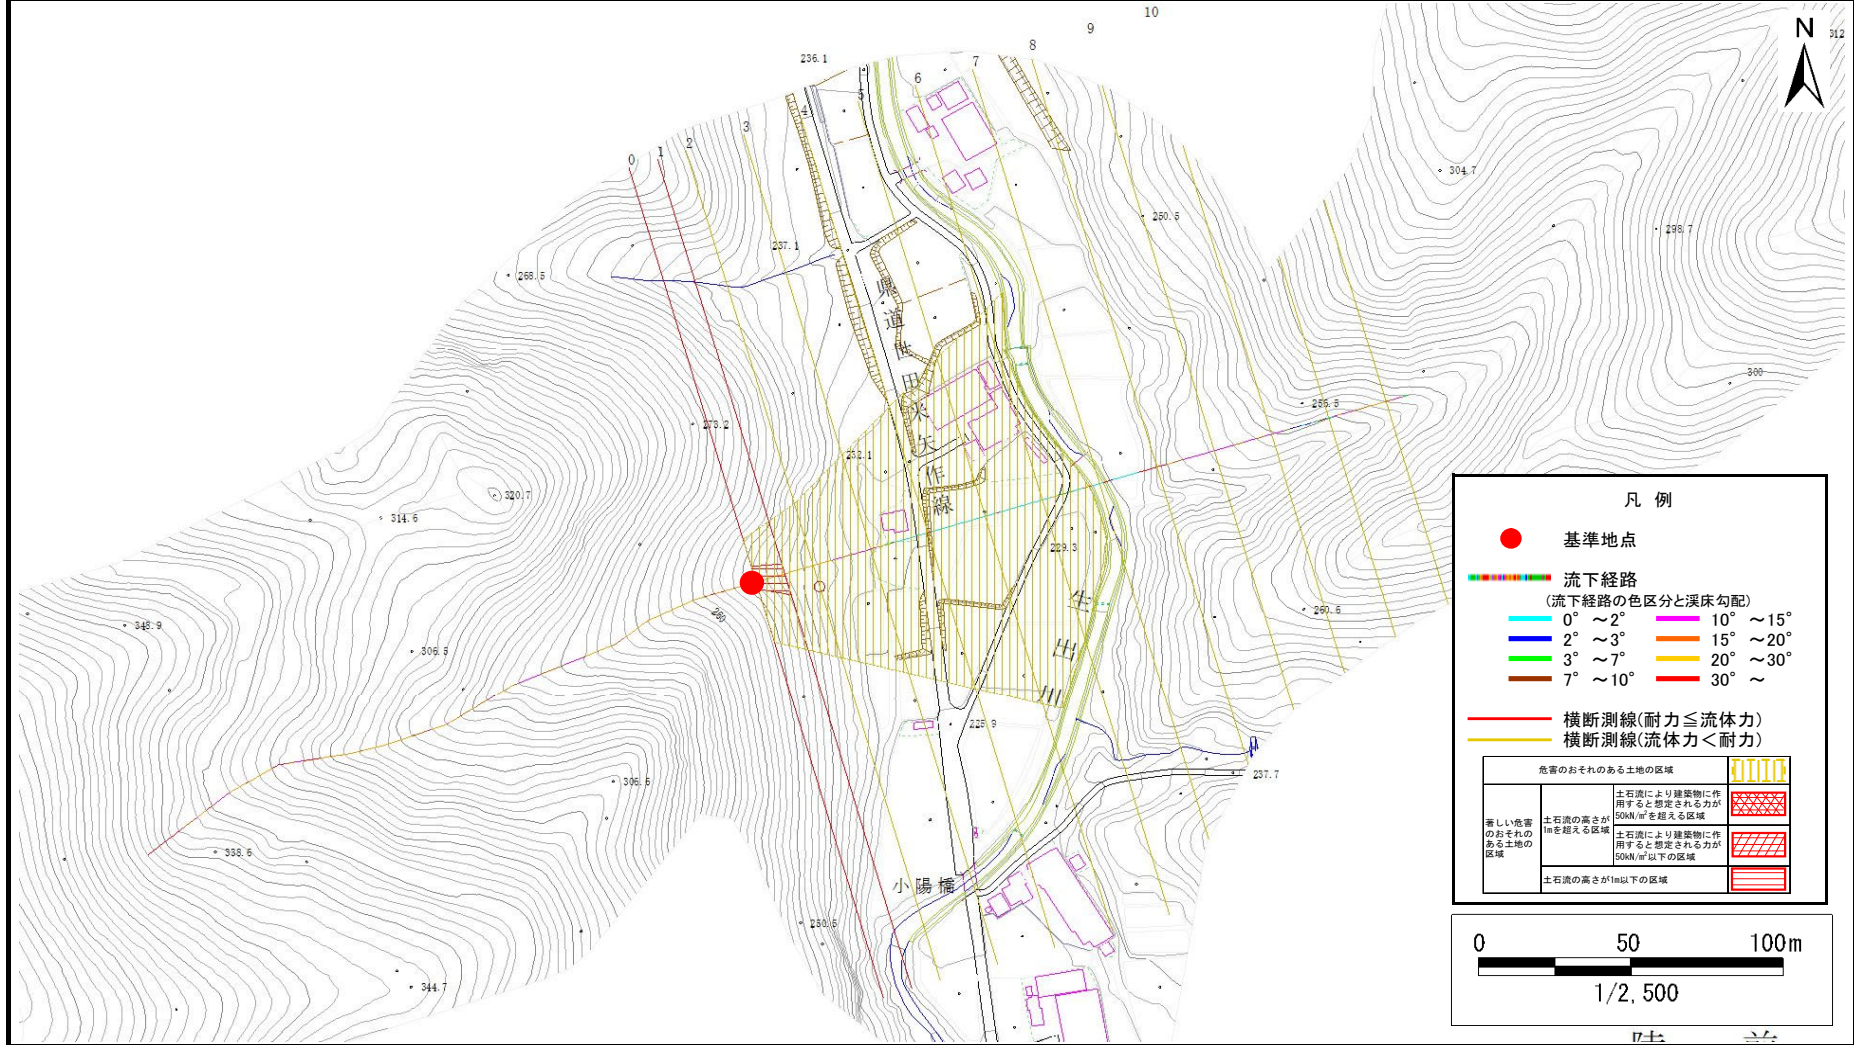 10
9
8
7
6
5
4
3
2
1
0
N
312
236.1
304.7
250.5
298.7
237.1
268.5
300
256.5
273.2
252.1
320.7
314.6
229.3
260
260.6
348.9
306.5
225.9
237.7
306.6
338.6
250.5
344.7
県道世田米矢作線
生出川
小陽橋
凡 例
基準地点
流下経路
(流下経路の色区分と渓床勾配)
0° ～2° 10° ～15°
2° ～3° 15° ～20°
3° ～7° 20° ～30°
7° ～10° 30° ～
横断測線(耐力≦流体力)
横断測線(流体力＜耐力)
危害のおそれのある土地の区域
著しい危害
のおそれの
ある土地の
区域
土石流の高さが
1mを超える区域
土石流により建築物に作
用すると想定される力が
50kN/m²を超える区域
土石流により建築物に作
用すると想定される力が
50kN/m²以下の区域
土石流の高さが1m以下の区域
0 50 100m
1/2,500